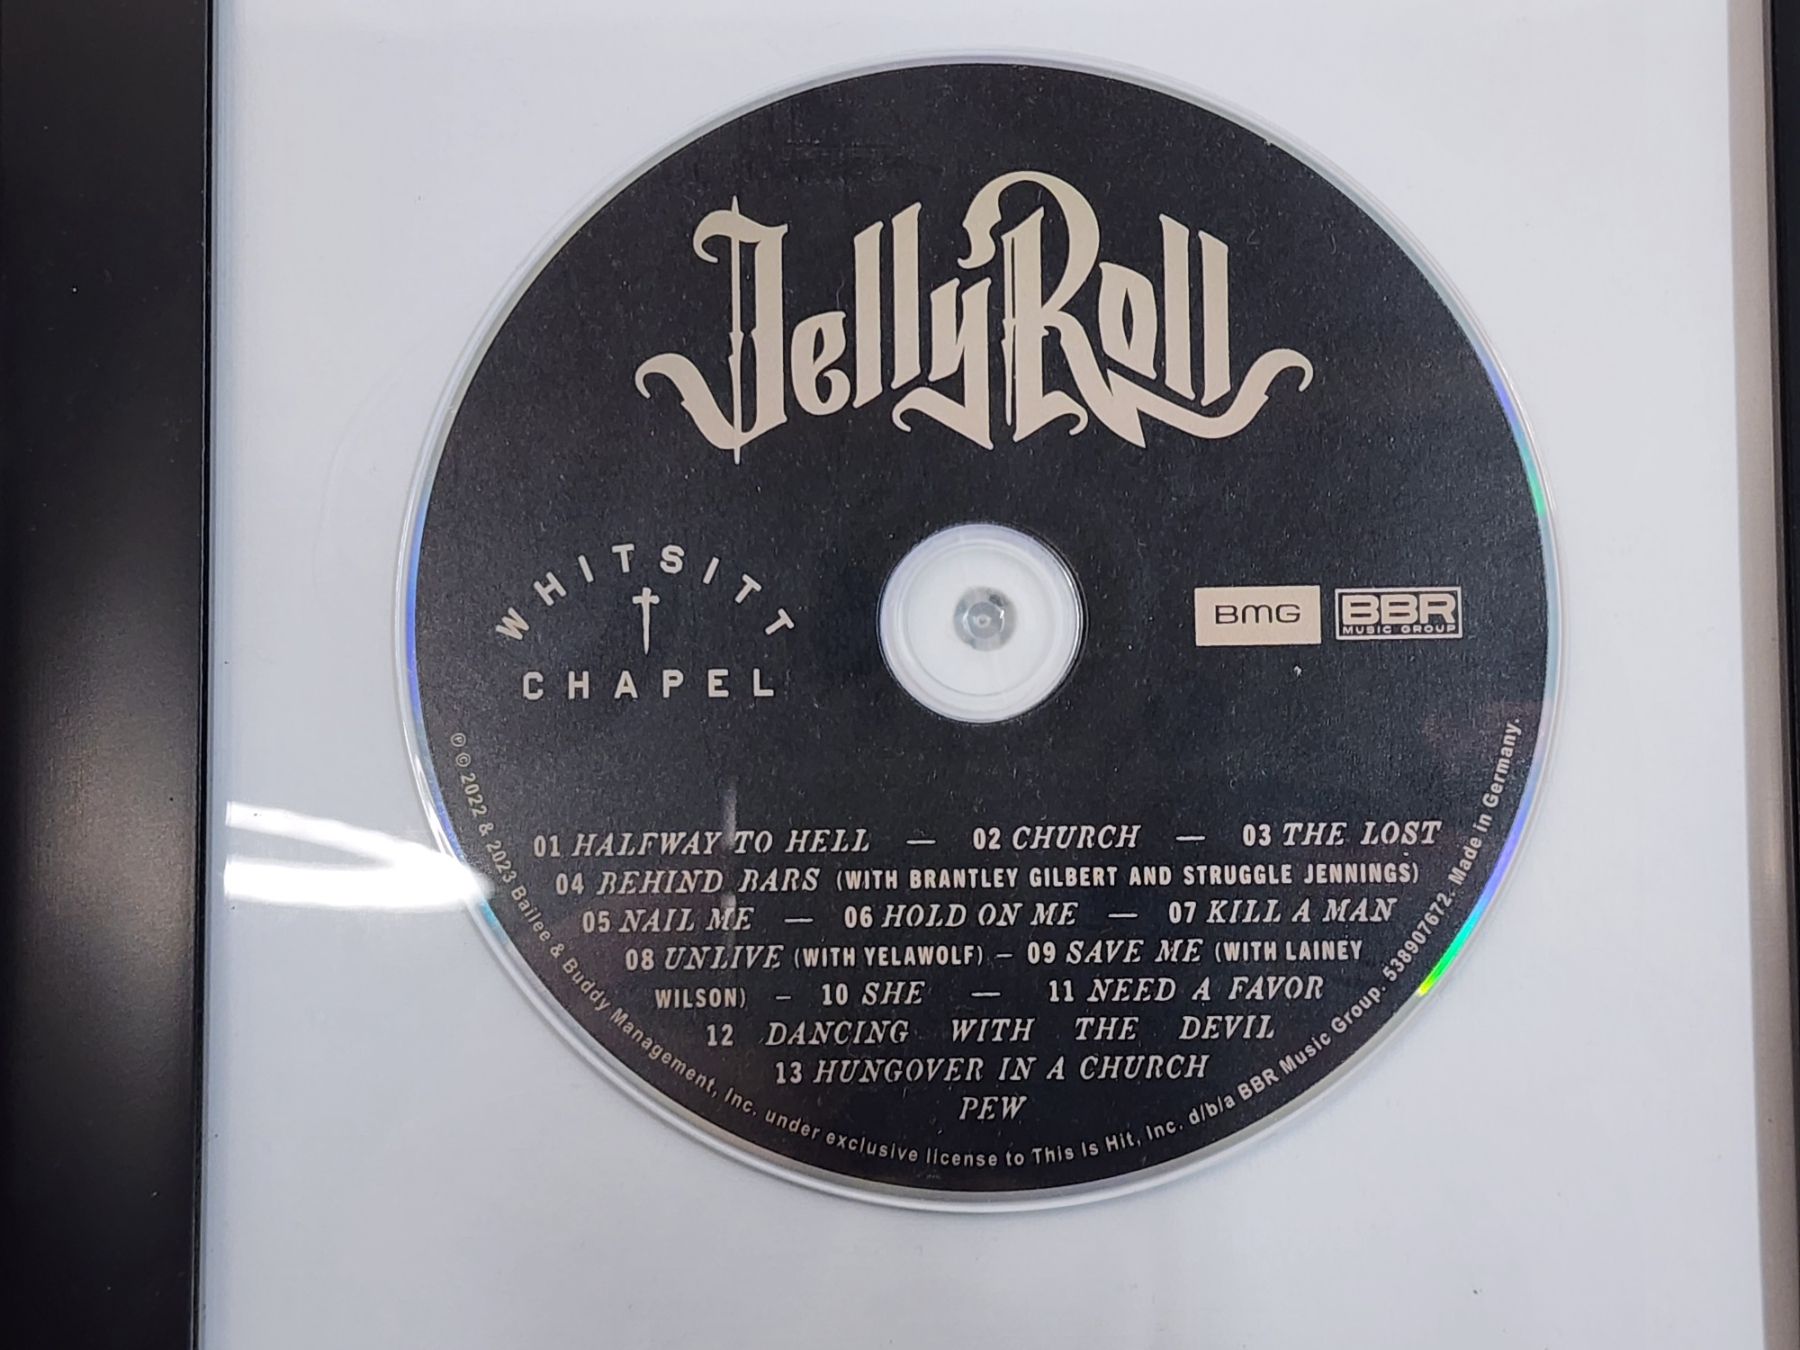 Jelly Roll
WHITSITT
CHAPEL
BMG
BBR
MUSIC GROUP
01 HALFWAY TO HELL — 02 CHURCH — 03 THE LOST
04 BEHIND BARS (WITH BRANTLEY GILBERT AND STRUGGLE JENNINGS)
05 NAIL ME — 06 HOLD ON ME — 07 KILL A MAN
08 UNLIVE (WITH YELAWOLF) – 09 SAVE ME (WITH LAINEY
WILSON) – 10 SHE — 11 NEED A FAVOR
12 DANCING WITH THE DEVIL
13 HUNGOVER IN A CHURCH
PEW
℗ © 2022 & 2023 Bailee & Buddy Management, Inc. under exclusive license to This Is Hit, Inc. d/b/a BBR Music Group. 538907672. Made in Germany.